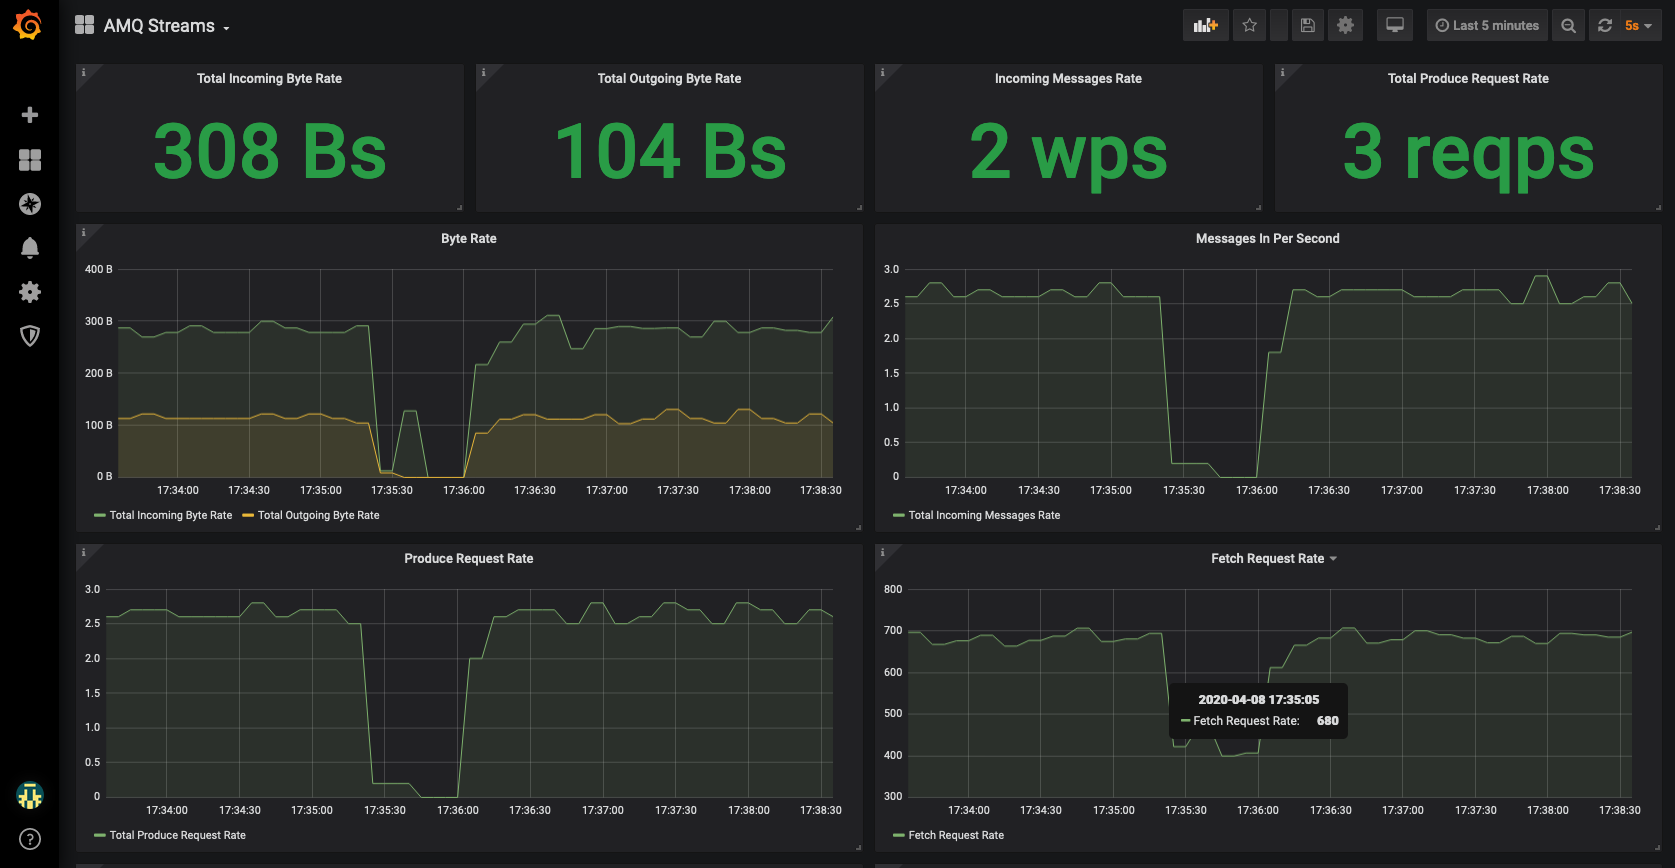 AMQ Streams
Last 5 minutes
5s
Total Incoming Byte Rate
308 Bs
Total Outgoing Byte Rate
104 Bs
Incoming Messages Rate
2 wps
Total Produce Request Rate
3 reqps
Byte Rate
400 B
300 B
200 B
100 B
0 B
17:34:00 17:34:30 17:35:00 17:35:30 17:36:00 17:36:30 17:37:00 17:37:30 17:38:00 17:38:30
Total Incoming Byte Rate Total Outgoing Byte Rate
Messages In Per Second
3.0
2.5
2.0
1.5
1.0
0.5
0
17:34:00 17:34:30 17:35:00 17:35:30 17:36:00 17:36:30 17:37:00 17:37:30 17:38:00 17:38:30
Total Incoming Messages Rate
Produce Request Rate
3.0
2.5
2.0
1.5
1.0
0.5
0
17:34:00 17:34:30 17:35:00 17:35:30 17:36:00 17:36:30 17:37:00 17:37:30 17:38:00 17:38:30
Total Produce Request Rate
Fetch Request Rate
800
700
600
500
400
300
2020-04-08 17:35:05
Fetch Request Rate: 680
17:34:00 17:34:30 17:35:00 17:35:30 17:36:00 17:36:30 17:37:00 17:37:30 17:38:00 17:38:30
Fetch Request Rate